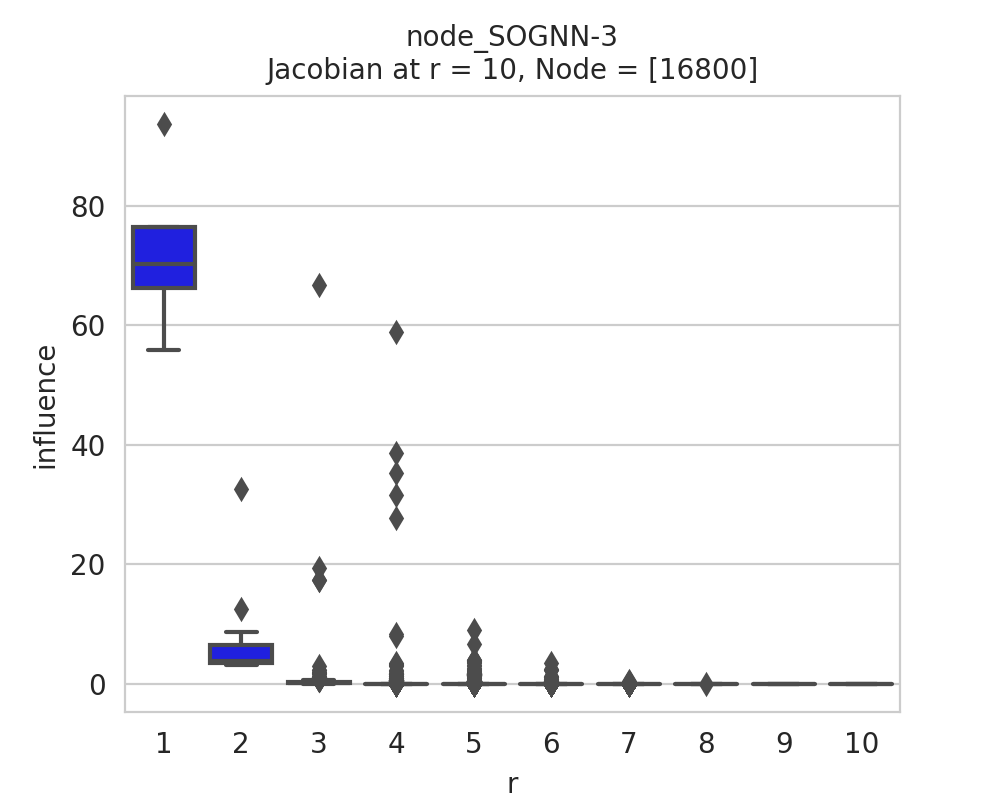 node_SOGNN-3
Jacobian at r = 10, Node = [16800]
influence
80
60
40
20
0
1 2 3 4 5 6 7 8 9 10
r